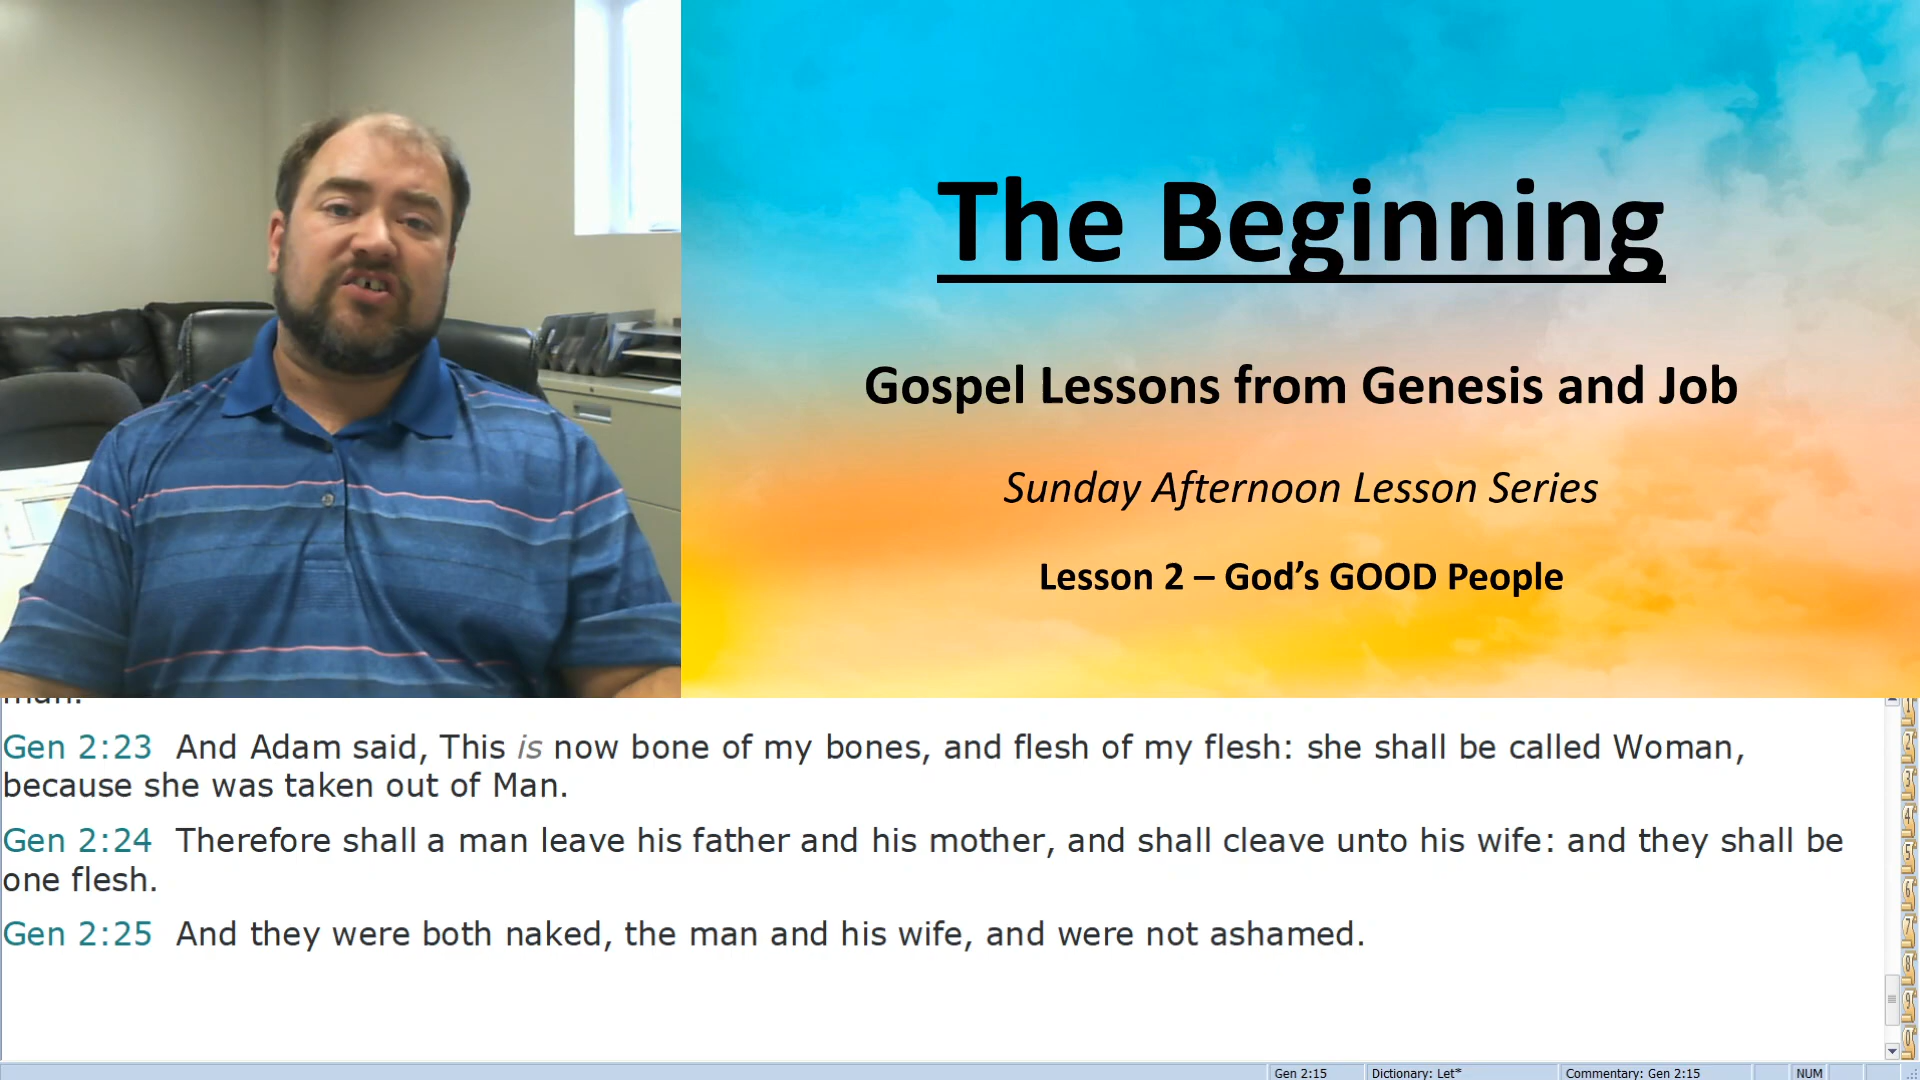 The Beginning
Gospel Lessons from Genesis and Job
Sunday Afternoon Lesson Series
Lesson 2 – God's GOOD People
Gen 2:23 And Adam said, This is now bone of my bones, and flesh of my flesh: she shall be called Woman,
because she was taken out of Man.
Gen 2:24 Therefore shall a man leave his father and his mother, and shall cleave unto his wife: and they shall be
one flesh.
Gen 2:25 And they were both naked, the man and his wife, and were not ashamed.
Gen 2:15
Dictionary: Let*
Commentary: Gen 2:15
NUM